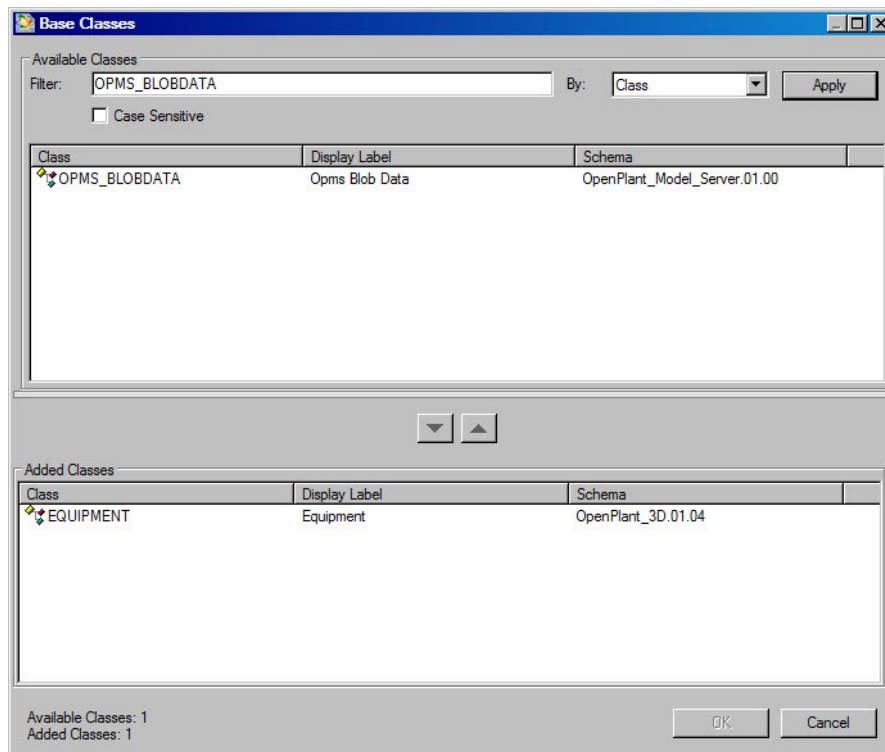 Base Classes
Available Classes
Filter: OPMS_BLOBDATA By: Class Apply
Case Sensitive
Class Display Label Schema
OPMS_BLOBDATA Opms Blob Data OpenPlant_Model_Server.01.00
Added Classes
Class Display Label Schema
EQUIPMENT Equipment OpenPlant_3D.01.04
Available Classes: 1
Added Classes: 1
OK Cancel